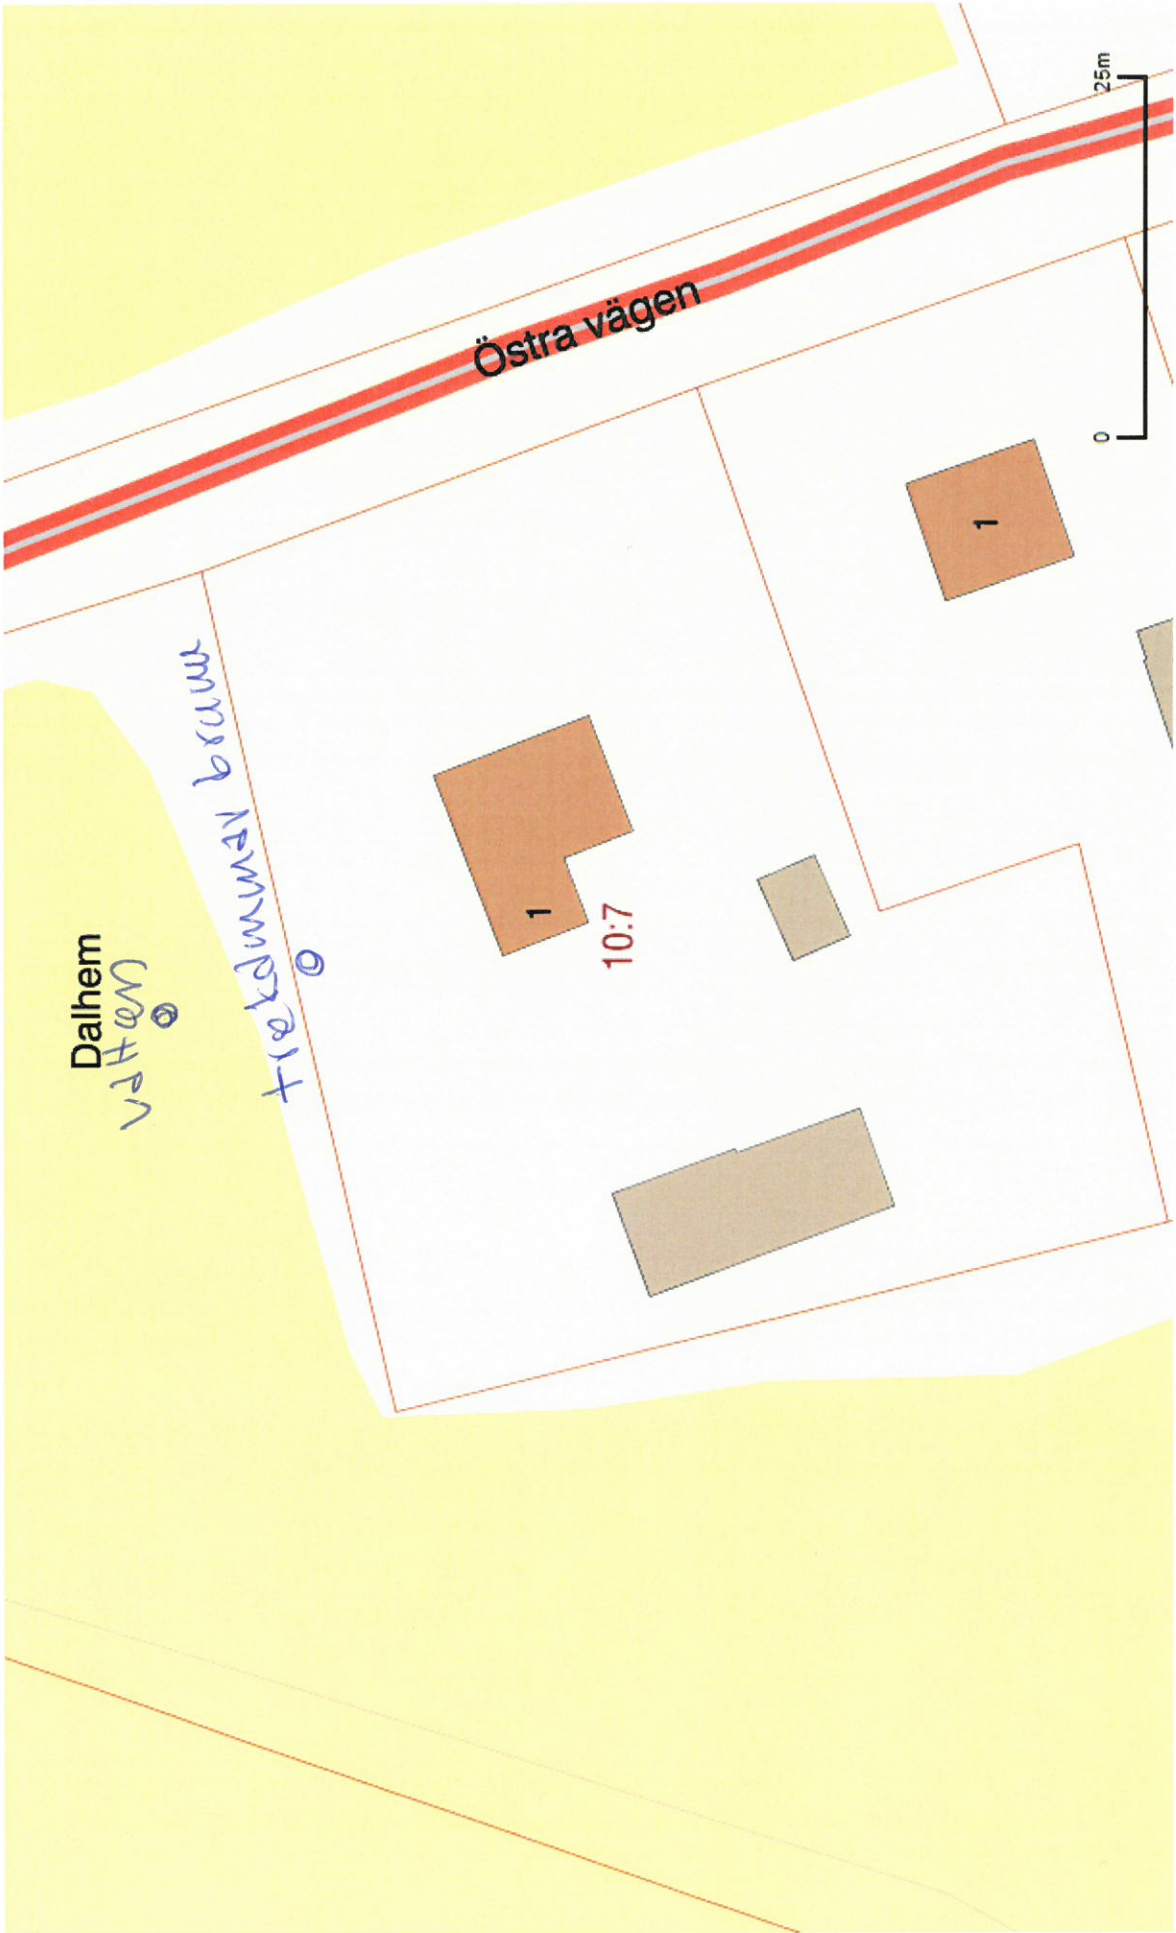 Dalhem
vatten
trekammar brunn
Östra vägen
1
10:7
1
0
25m